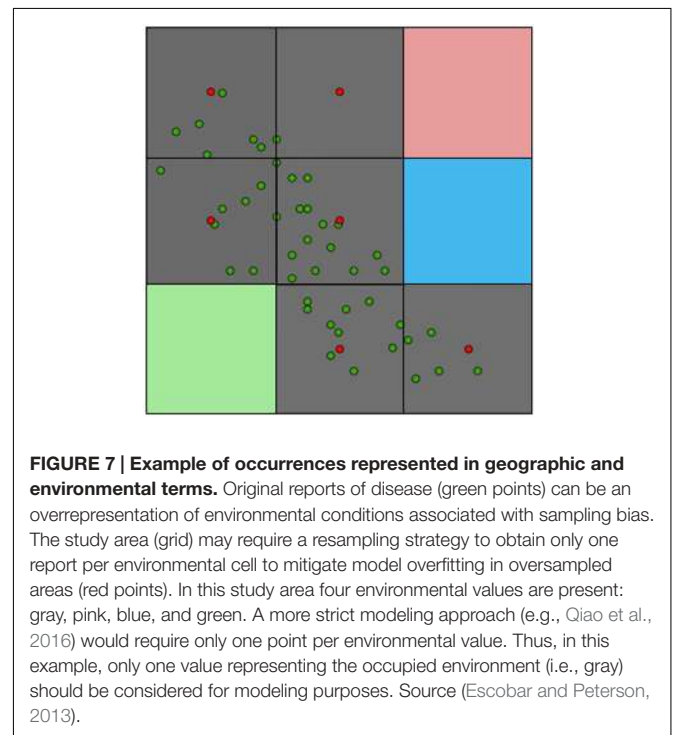 FIGURE 7 | Example of occurrences represented in geographic and
environmental terms. Original reports of disease (green points) can be an
overrepresentation of environmental conditions associated with sampling bias.
The study area (grid) may require a resampling strategy to obtain only one
report per environmental cell to mitigate model overfitting in oversampled
areas (red points). In this study area four environmental values are present:
gray, pink, blue, and green. A more strict modeling approach (e.g., Qiao et al.,
2016) would require only one point per environmental value. Thus, in this
example, only one value representing the occupied environment (i.e., gray)
should be considered for modeling purposes. Source (Escobar and Peterson,
2013).